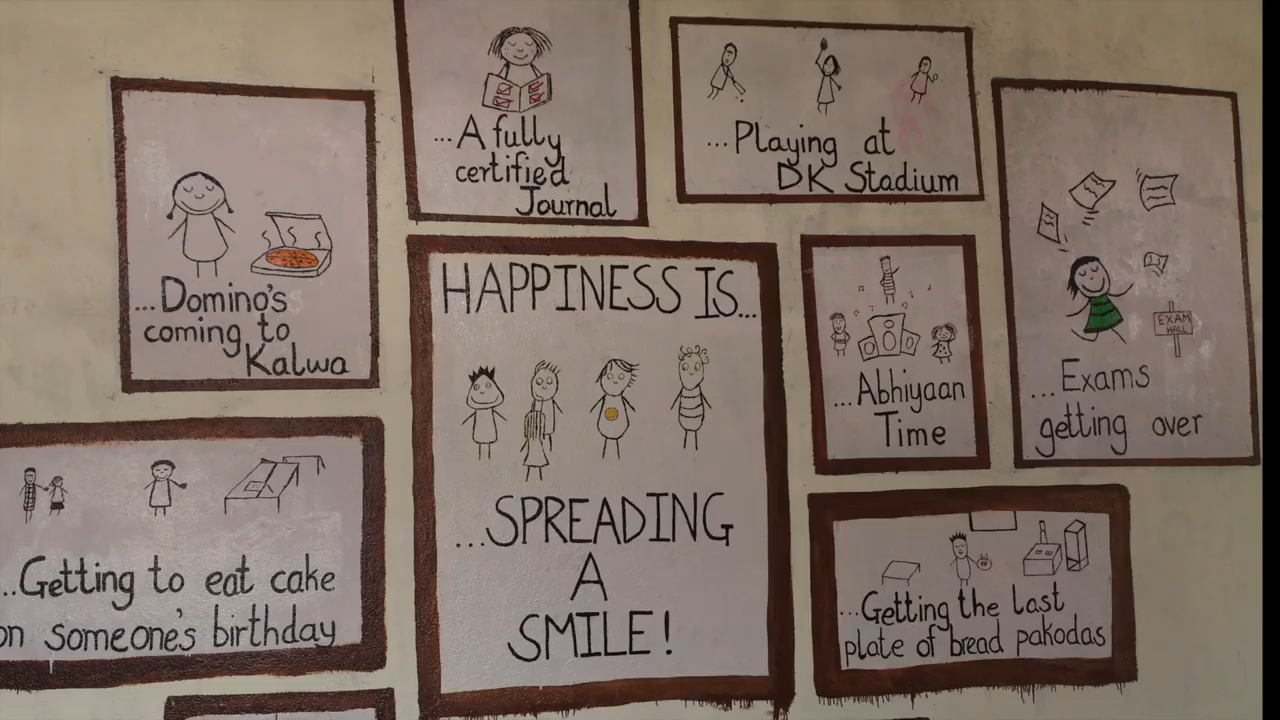 ...A fully
certified
Journal
...Playing at
DK Stadium
...Domino's
coming to
Kalwa
HAPPINESS IS...
...SPREADING
A
SMILE!
...Abhiyaan
Time
EXAM
HALL
...Exams
getting over
...Getting to eat cake
on someone's birthday
...Getting the last
plate of bread pakodas